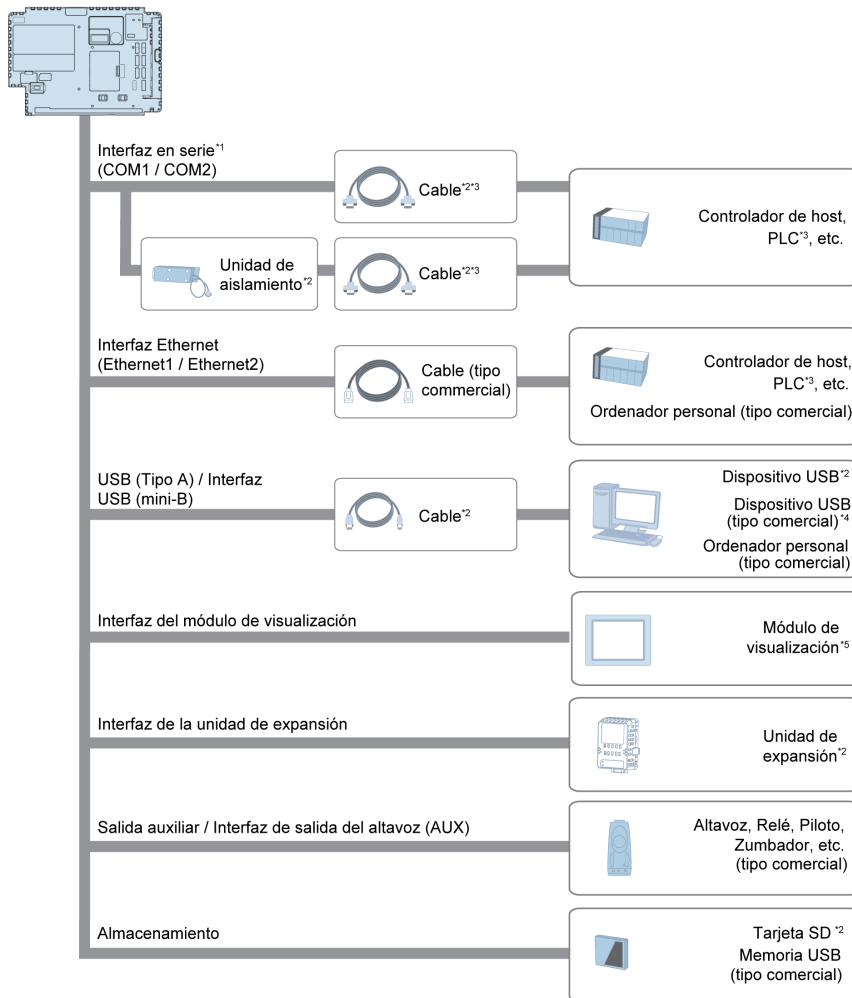 Interfaz en serie*1
(COM1 / COM2)
Cable*2*3
Controlador de host,
PLC*3, etc.
Unidad de
aislamiento*2
Cable*2*3
Interfaz Ethernet
(Ethernet1 / Ethernet2)
Cable (tipo
commercial)
Controlador de host,
PLC*3, etc.
Ordenador personal (tipo comercial)
USB (Tipo A) / Interfaz
USB (mini-B)
Cable*2
Dispositivo USB*2
Dispositivo USB
(tipo comercial)*4
Ordenador personal
(tipo comercial)
Interfaz del módulo de visualización
Módulo de
visualización*5
Interfaz de la unidad de expansión
Unidad de
expansión*2
Salida auxiliar / Interfaz de salida del altavoz (AUX)
Altavoz, Relé, Piloto,
Zumbador, etc.
(tipo comercial)
Almacenamiento
Tarjeta SD *2
Memoria USB
(tipo comercial)